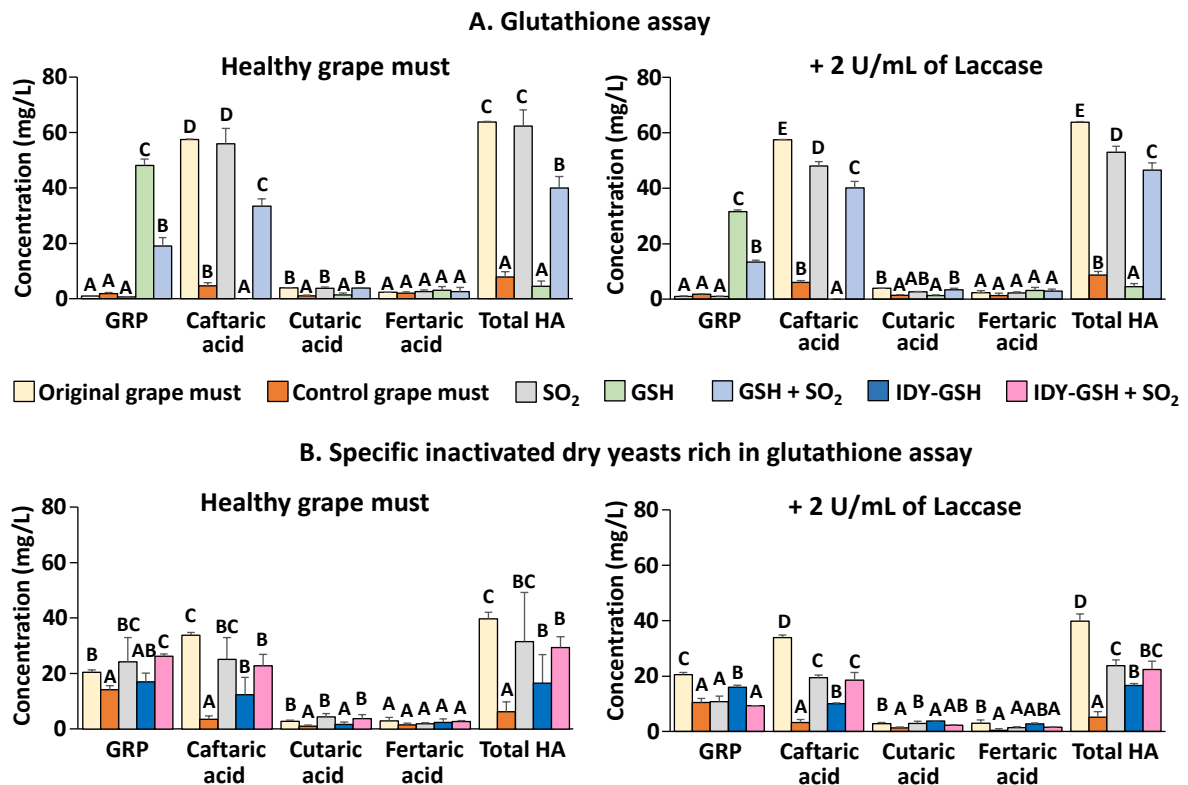 A. Glutathione assay
Healthy grape must
Concentration (mg/L)
80
60
40
20
0
A A A C B
D B D A C
B A B A B
A A A A A
C A C A B
GRP Caftaric acid Cutaric acid Fertaric acid Total HA
+ 2 U/mL of Laccase
Concentration (mg/L)
80
60
40
20
0
A A A C B
E B D A C
B A AB A B
A A A A A
E B D A C
GRP Caftaric acid Cutaric acid Fertaric acid Total HA
Original grape must Control grape must SO₂ GSH GSH + SO₂ IDY-GSH IDY-GSH + SO₂
B. Specific inactivated dry yeasts rich in glutathione assay
Healthy grape must
Concentration (mg/L)
80
60
40
20
0
B A BC AB C
C A BC B B
B A B A B
A A A A A
C A BC B B
GRP Caftaric acid Cutaric acid Fertaric acid Total HA
+ 2 U/mL of Laccase
Concentration (mg/L)
80
60
40
20
0
C A A B A
D A C B C
B A B A AB
B A A AB A
D A C B BC
GRP Caftaric acid Cutaric acid Fertaric acid Total HA